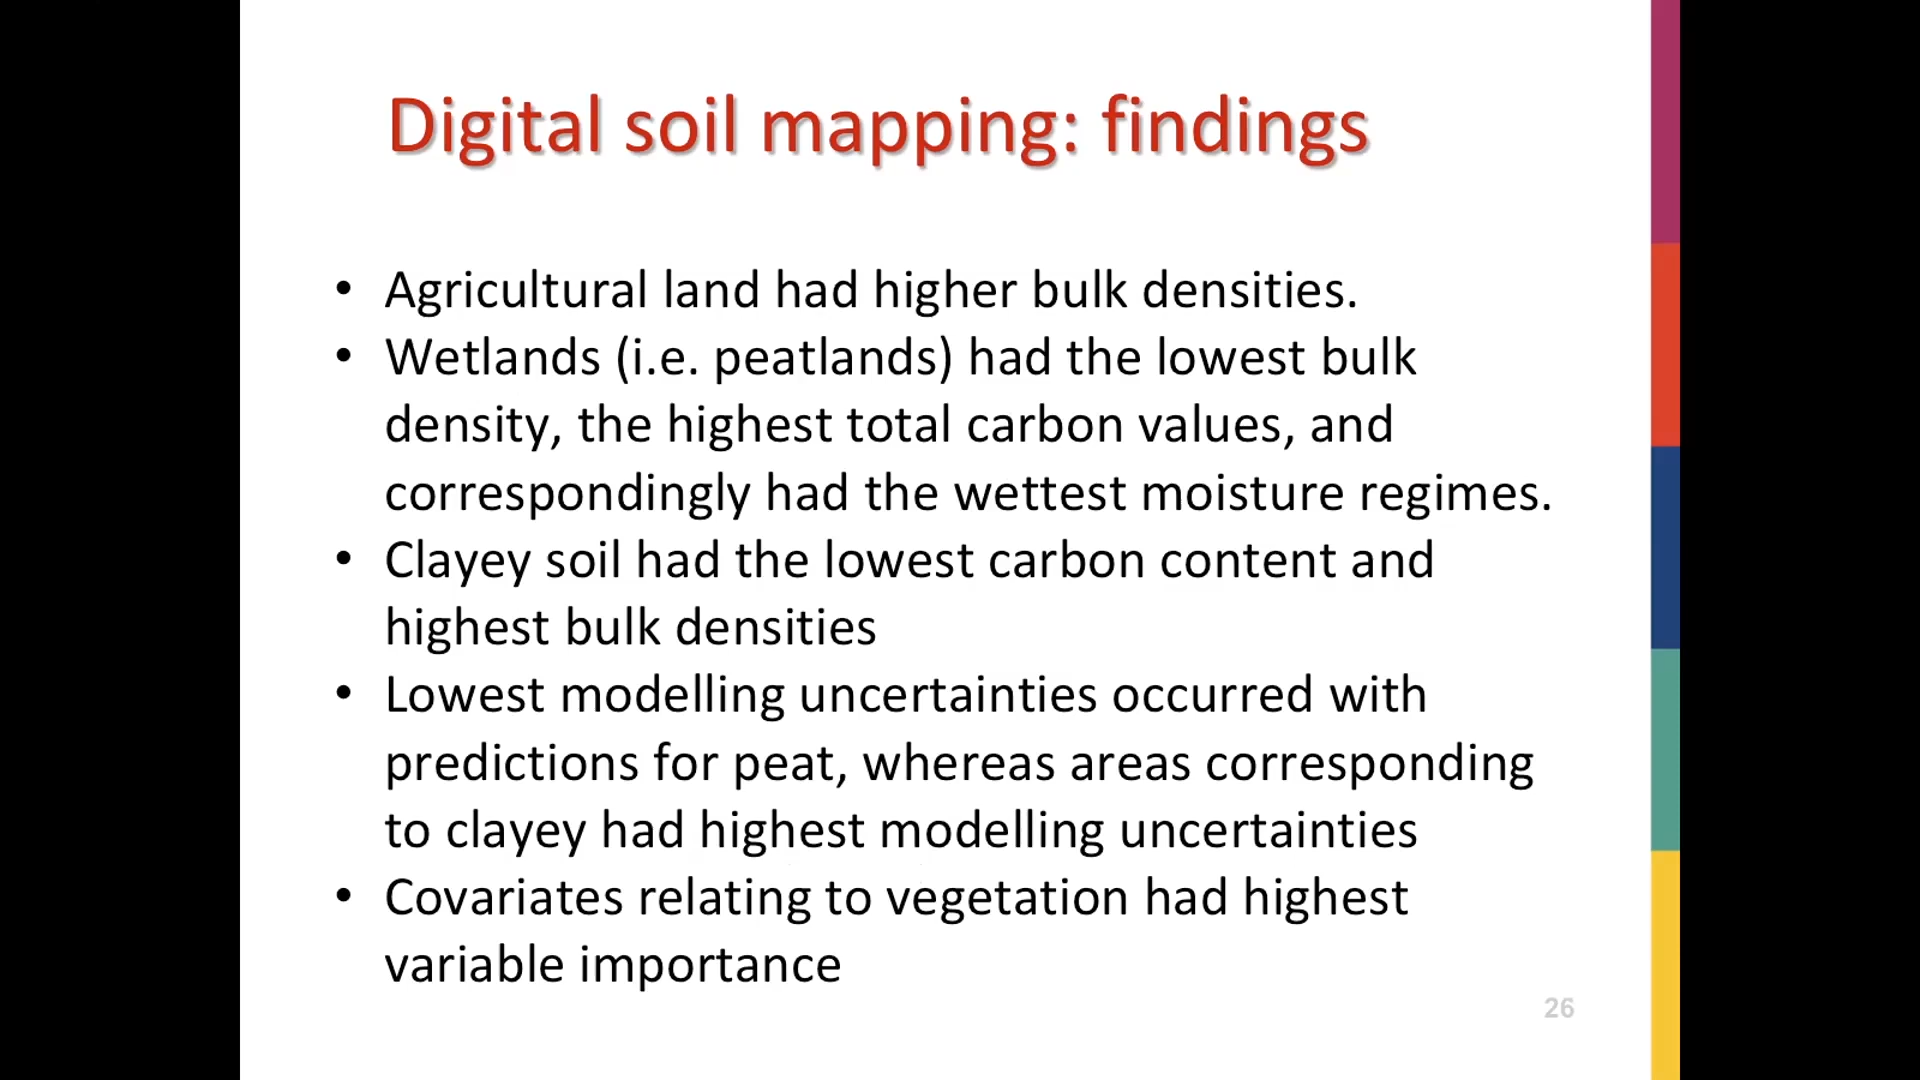 Digital soil mapping: findings
• Agricultural land had higher bulk densities.
• Wetlands (i.e. peatlands) had the lowest bulk
density, the highest total carbon values, and
correspondingly had the wettest moisture regimes.
• Clayey soil had the lowest carbon content and
highest bulk densities
• Lowest modelling uncertainties occurred with
predictions for peat, whereas areas corresponding
to clayey had highest modelling uncertainties
• Covariates relating to vegetation had highest
variable importance
26